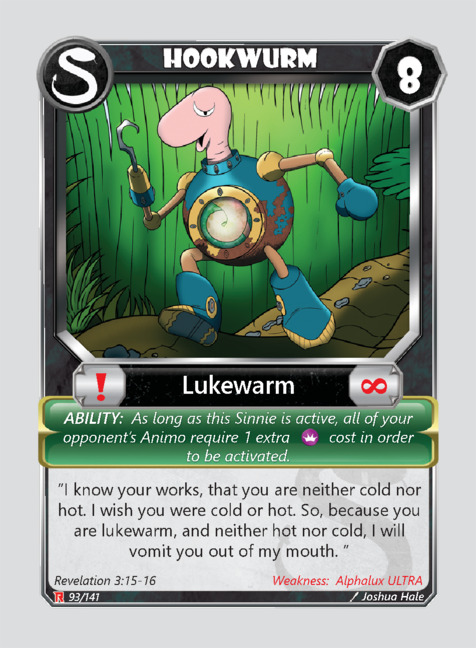 S
HOOKWURM
8
!
Lukewarm
∞
ABILITY: As long as this Sinnie is active, all of your
opponent's Animo require 1 extra cost in order
to be activated.
"I know your works, that you are neither cold nor
hot. I wish you were cold or hot. So, because you
are lukewarm, and neither hot nor cold, I will
vomit you out of my mouth. "
Revelation 3:15-16
Weakness: Alphalux ULTRA
R 93/141
Joshua Hale